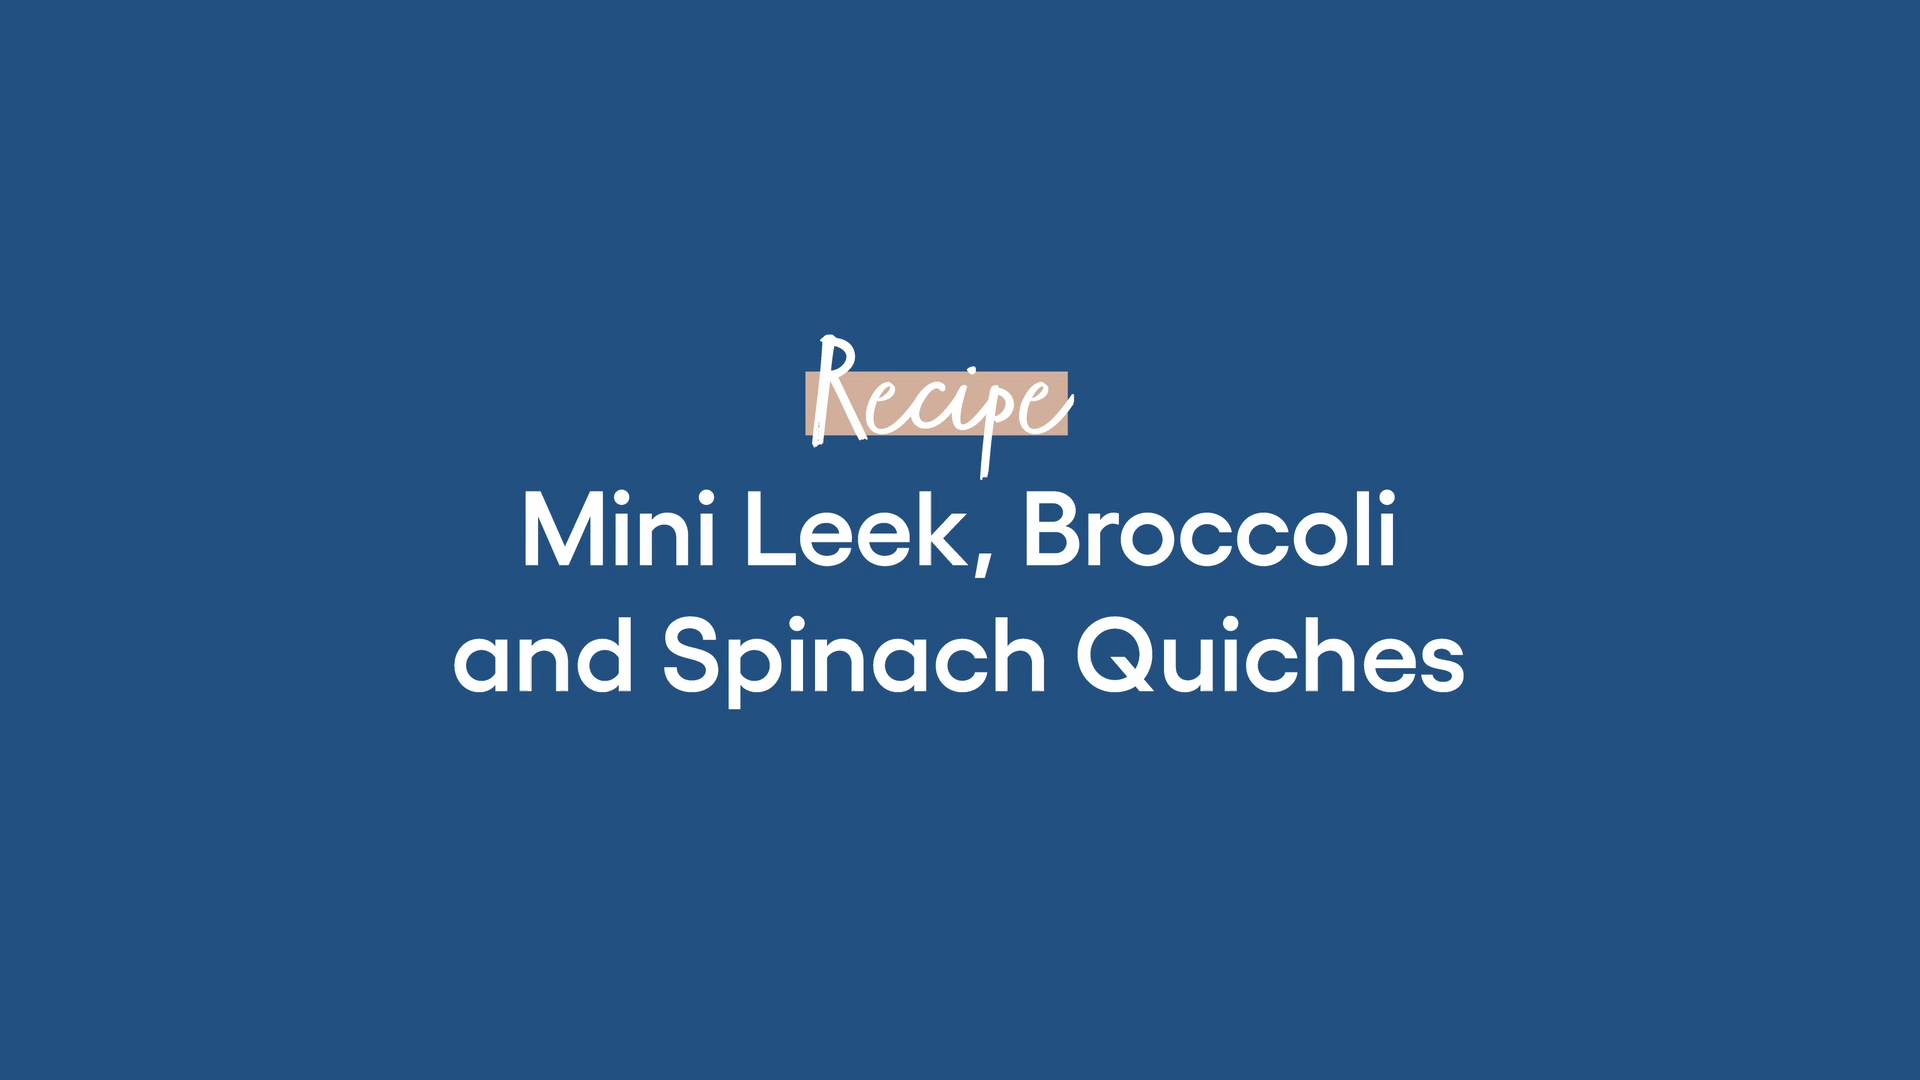 Recipe
Mini Leek, Broccoli
and Spinach Quiches